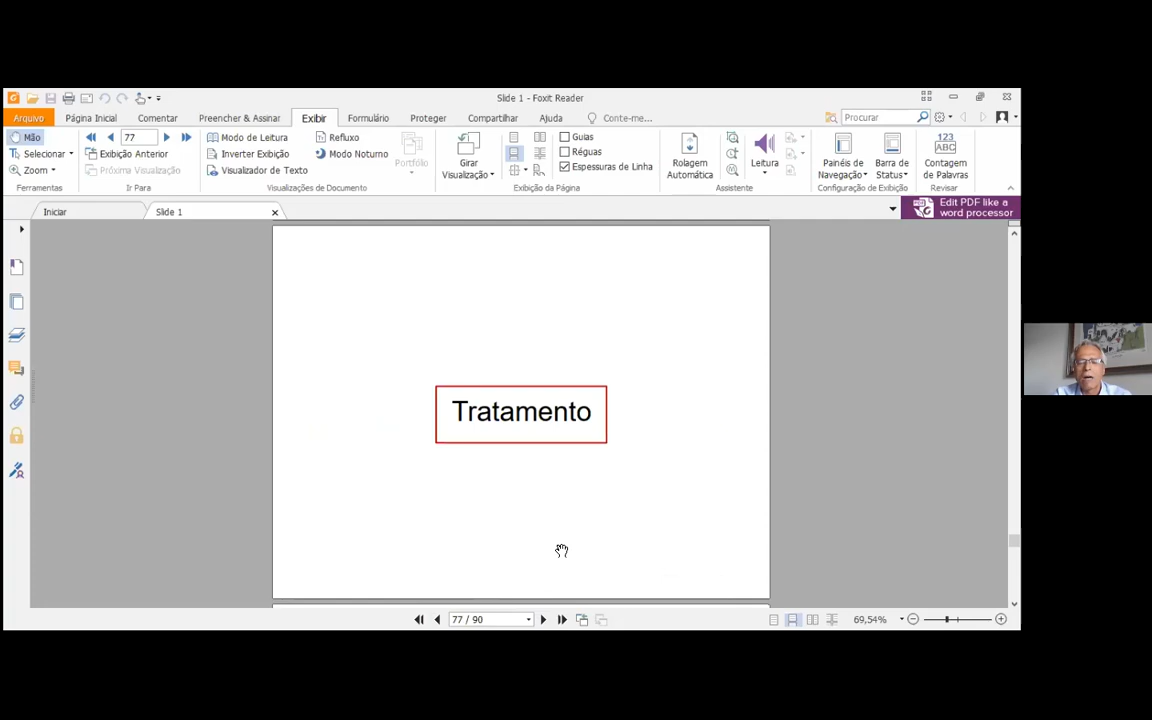 Slide 1 - Foxit Reader
Arquivo Página Inicial Comentar Preencher & Assinar Exibir Formulário Proteger Compartilhar Ajuda Conte-me... Procurar
Mão 77 Modo de Leitura Refluxo Guias
Selecionar Exibição Anterior Inverter Exibição Modo Noturno Réguas
Zoom Próxima Visualização Visualizador de Texto Espessuras de Linha
Portfólio Girar Visualização Rolagem Automática Leitura Painéis de Navegação Barra de Status 123 ABC Contagem de Palavras
Ferramentas Ir Para Visualizações de Documento Exibição da Página Assistente Configuração de Exibição Revisar
Iniciar Slide 1 Edit PDF like a
word processor
Tratamento
77 / 90 69,54%